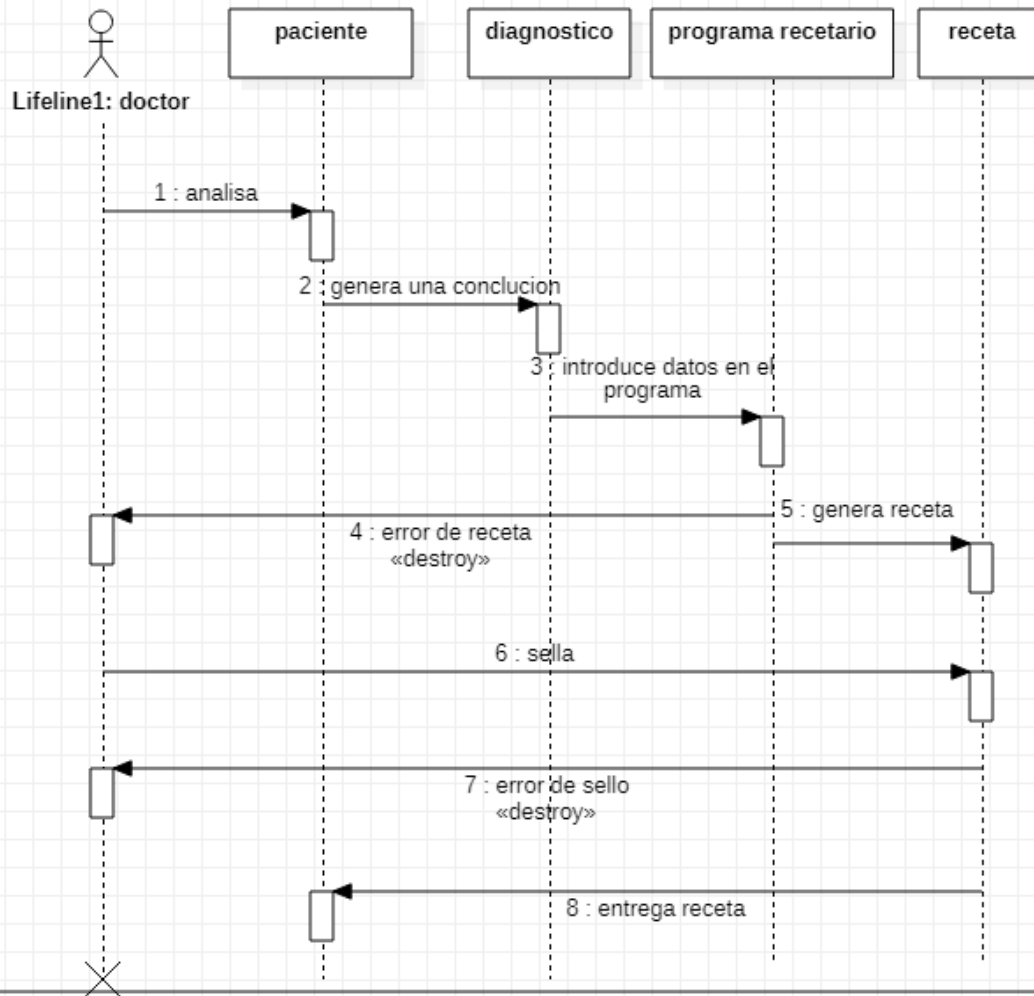 paciente
diagnostico
programa recetario
receta
Lifeline1: doctor
1 : analisa
2 : genera una conclucion
3 : introduce datos en el
programa
4 : error de receta
«destroy»
5 : genera receta
6 : sella
7 : error de sello
«destroy»
8 : entrega receta